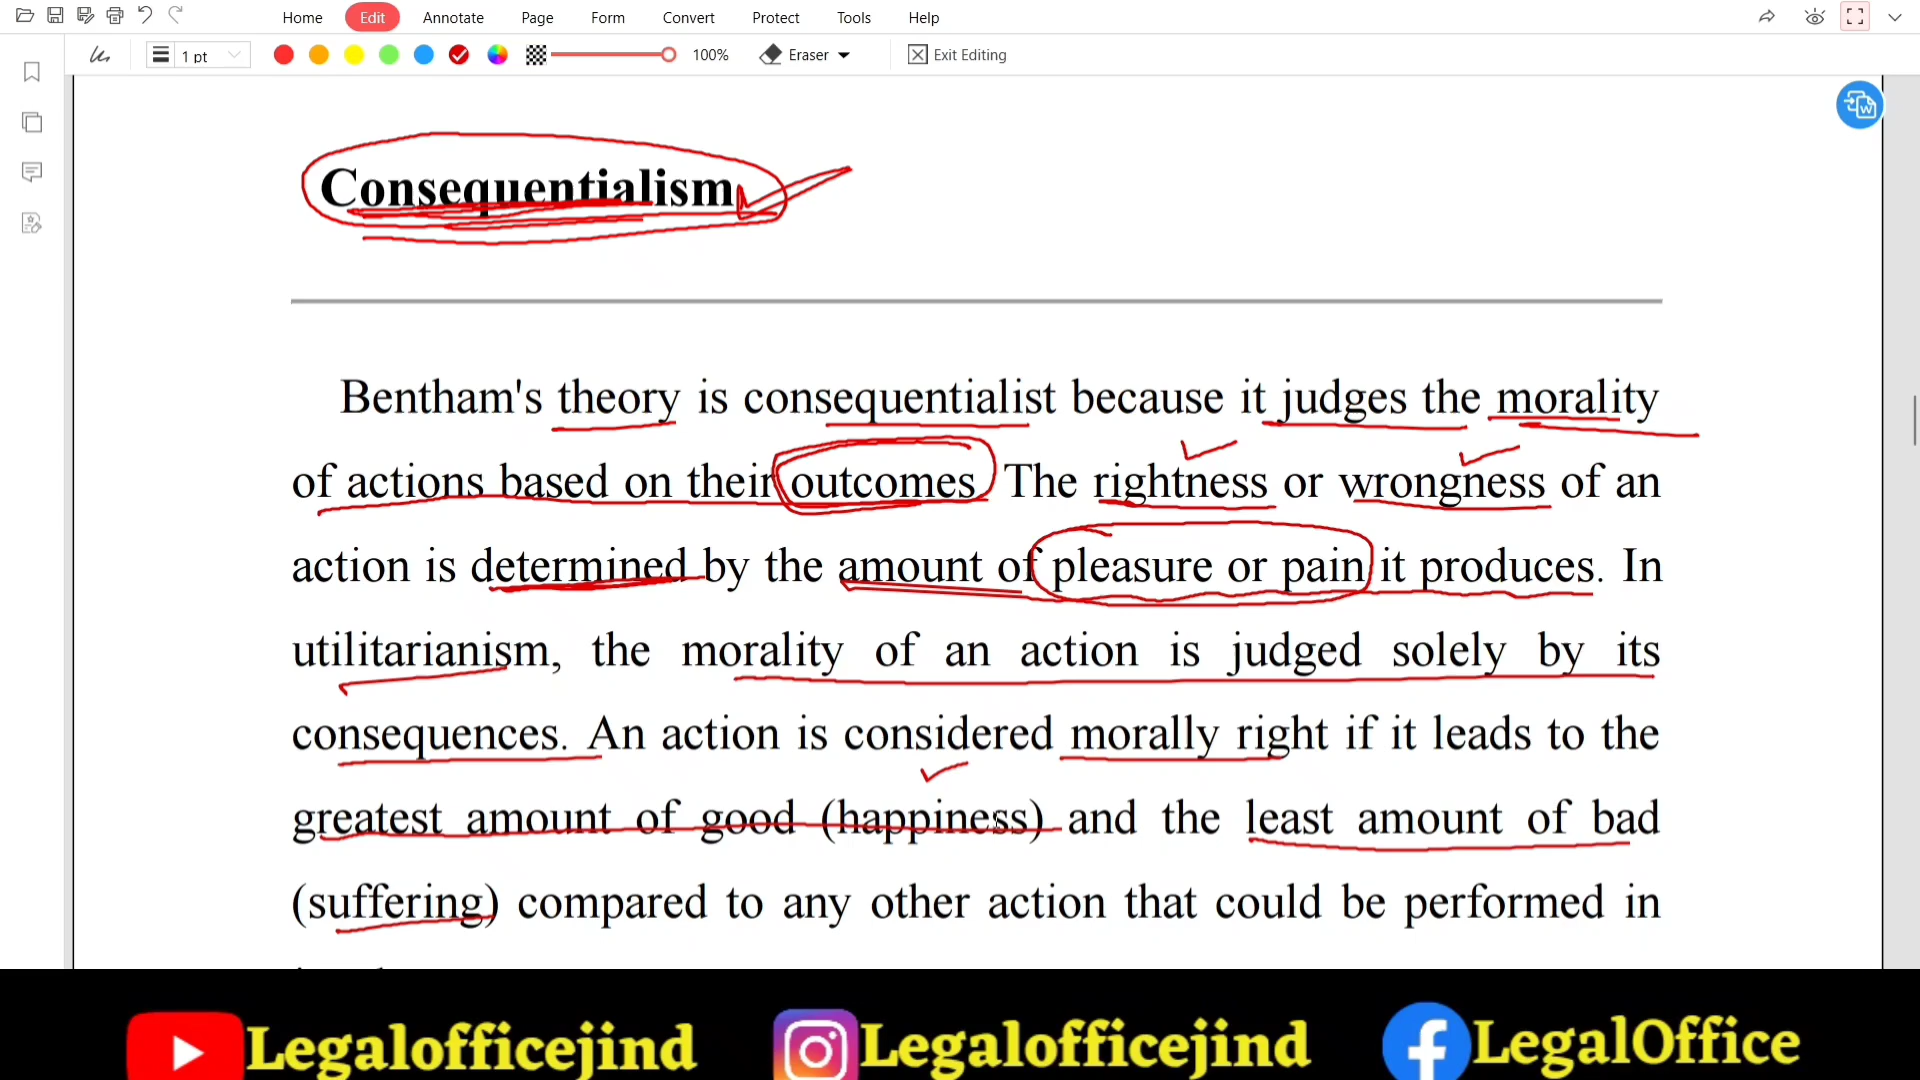 Home Edit Annotate Page Form Convert Protect Tools Help
1 pt 100% Eraser Exit Editing
Consequentialism
Bentham's theory is consequentialist because it judges the morality
of actions based on their outcomes The rightness or wrongness of an
action is determined by the amount of pleasure or pain it produces. In
utilitarianism, the morality of an action is judged solely by its
consequences. An action is considered morally right if it leads to the
greatest amount of good (happiness) and the least amount of bad
(suffering) compared to any other action that could be performed in
Legalofficejind Legalofficejind LegalOffice